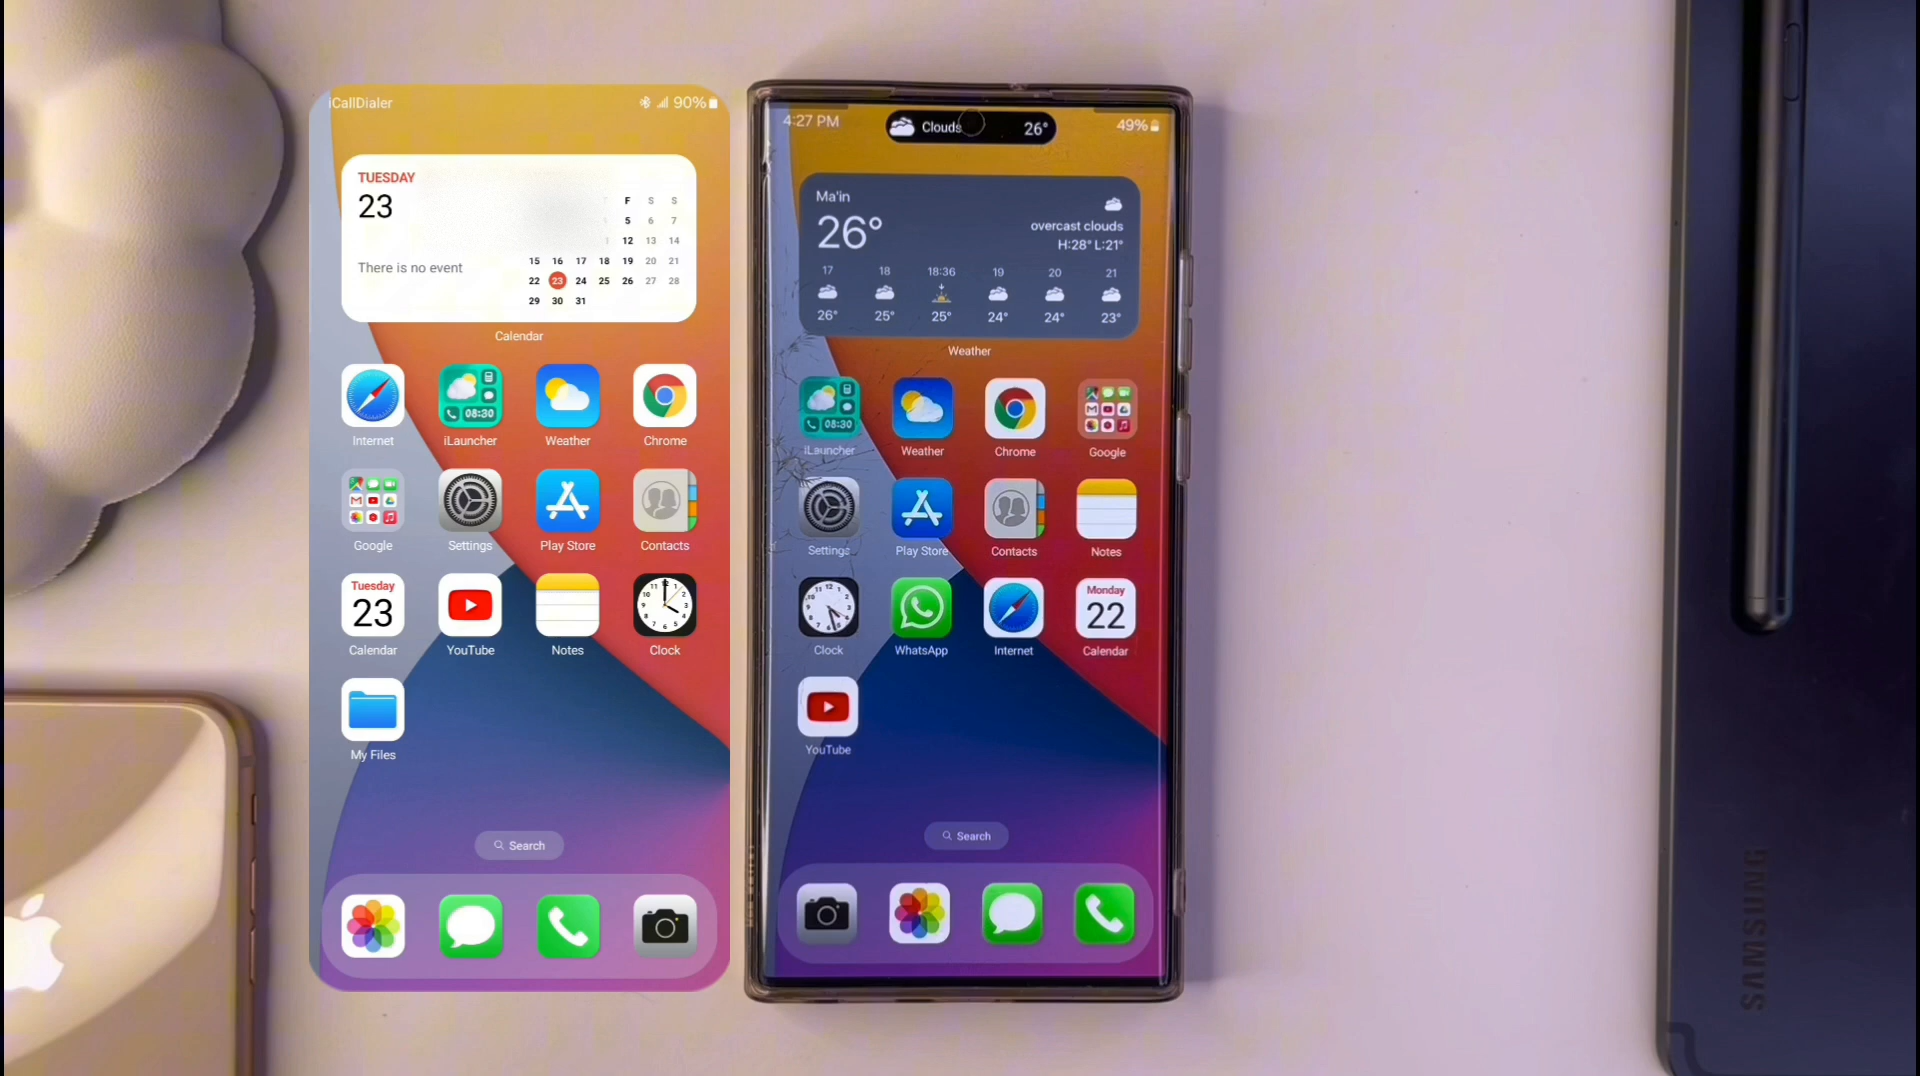 iCallDialer 90%
TUESDAY
23
There is no event
F S S
5 6 7
12 13 14
15 16 17 18 19 20 21
22 23 24 25 26 27 28
29 30 31
Calendar
Internet iLauncher Weather Chrome
08:30
Google Settings Play Store Contacts
Tuesday
23
Calendar YouTube Notes Clock
My Files
Search
4:27 PM Clouds 26° 49%
Ma'in
26°
overcast clouds
H:28° L:21°
17 18 18:36 19 20 21
26° 25° 25° 24° 24° 23°
Weather
08:30
iLauncher Weather Chrome Google
Settings Play Store Contacts Notes
Monday
22
Clock WhatsApp Internet Calendar
YouTube
Search
SAMSUNG